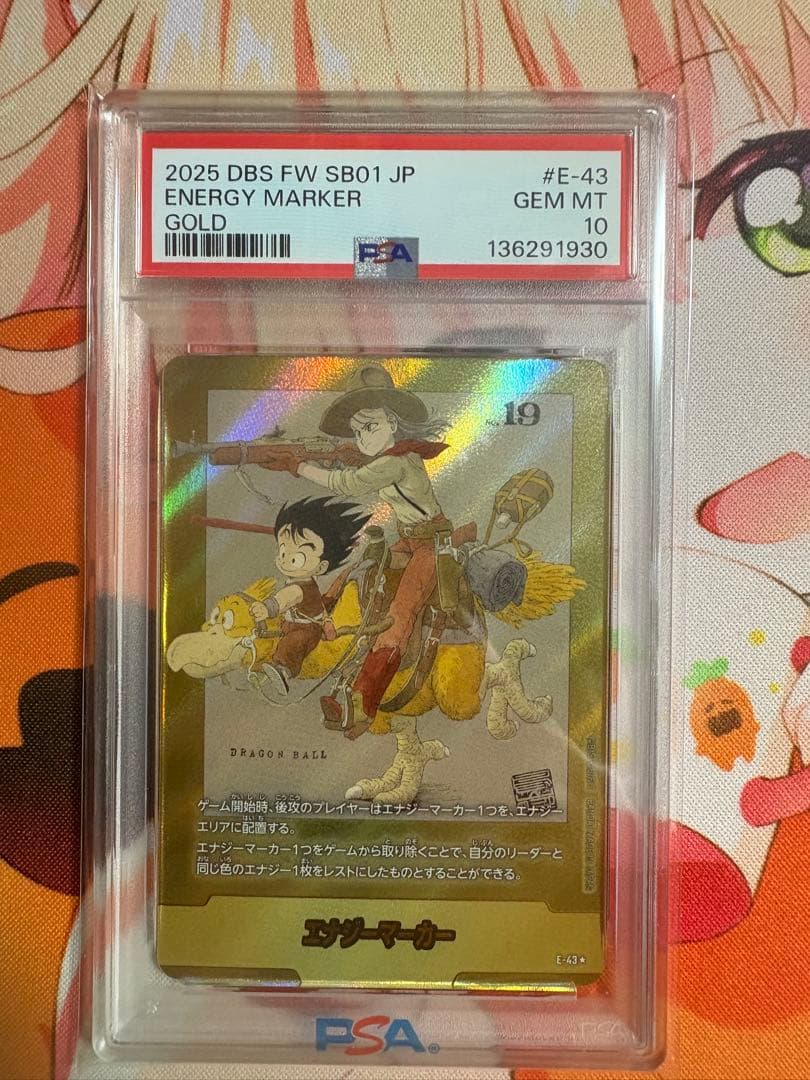 2025 DBS FW SB01 JP #E-43
ENERGY MARKER GEM MT
GOLD 10
PSA 136291930
No.19
DRAGON BALL
ゲーム開始時、後攻のプレイヤーはエナジーマーカー1つを、エナジー
エリアに配置する。
エナジーマーカー1つをゲームから取り除くことで、自分のリーダーと
同じ色のエナジー1枚をレストにしたものとすることができる。
エナジーマーカー
E-43★
PSA